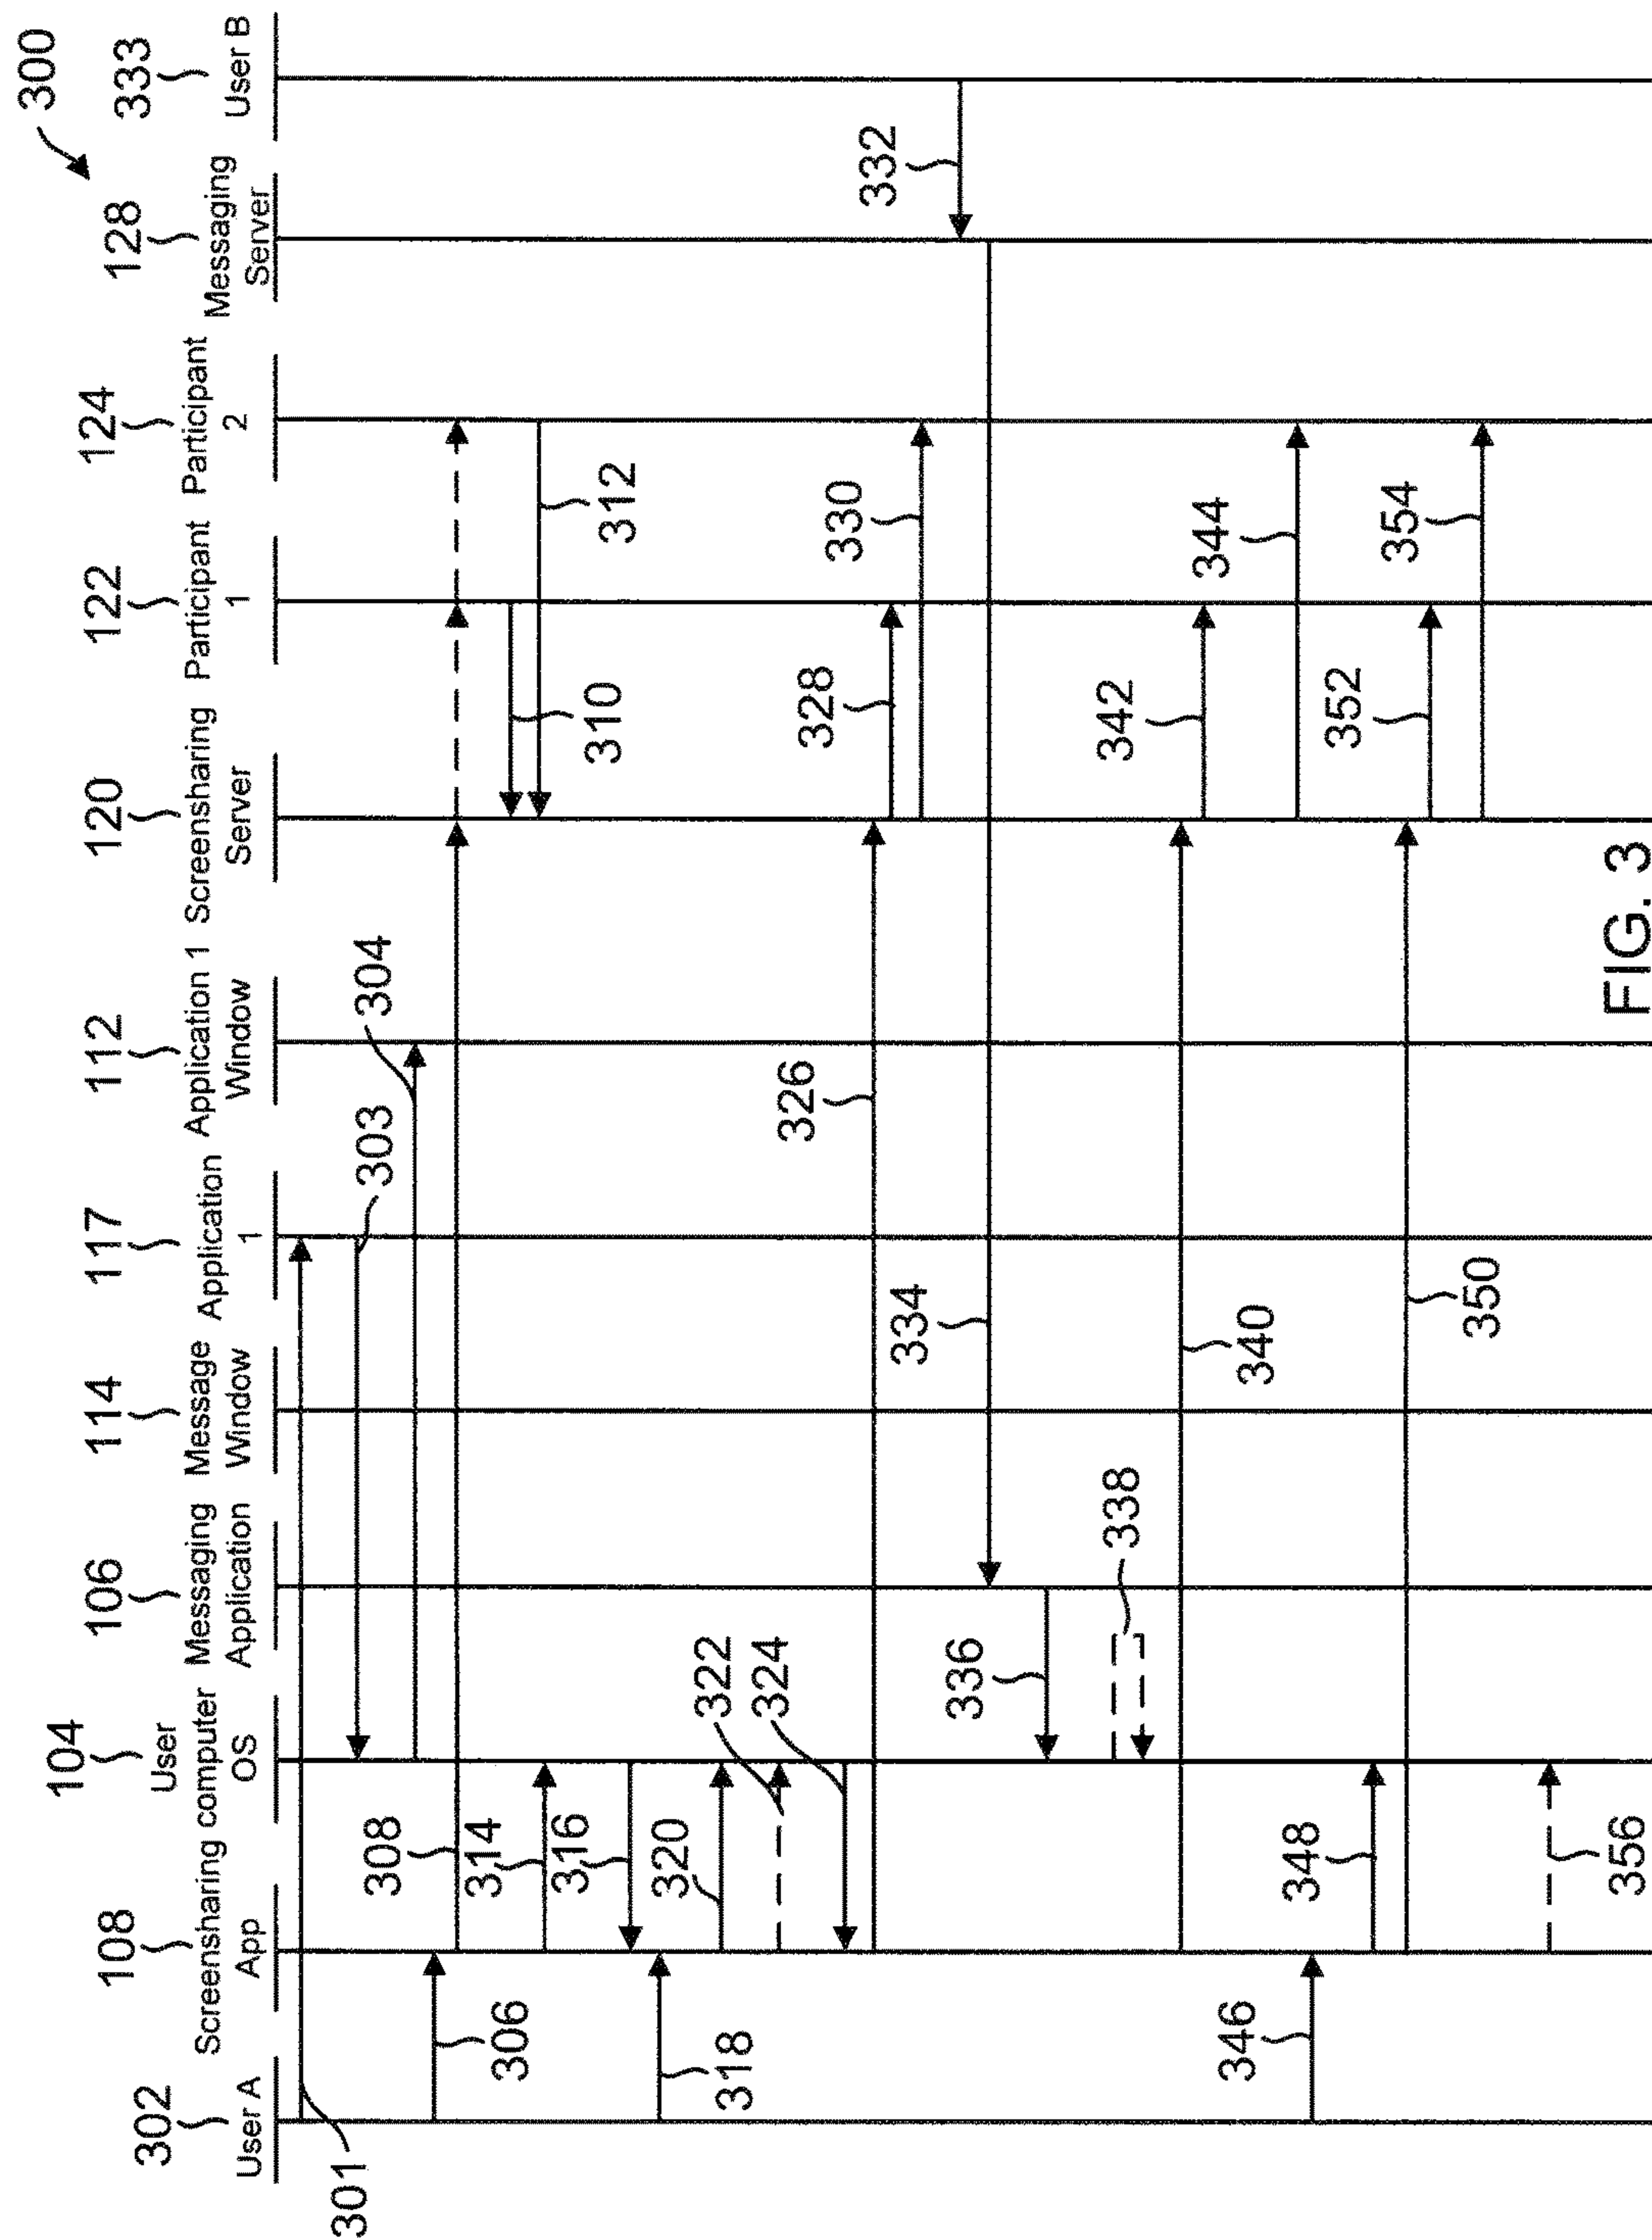 300
302
108
104
106
114
117
112
120
122
124
128
333
User A
Screensharing
App
User
computer
OS
Messaging
Application
Message
Window
Application
1
Application 1
Window
Screensharing
Server
Participant
1
Participant
2
Messaging
Server
User B
301
303
304
306
308
310
312
314
316
318
320
322
324
326
328
330
332
334
336
338
340
342
344
346
348
350
352
354
356
FIG. 3